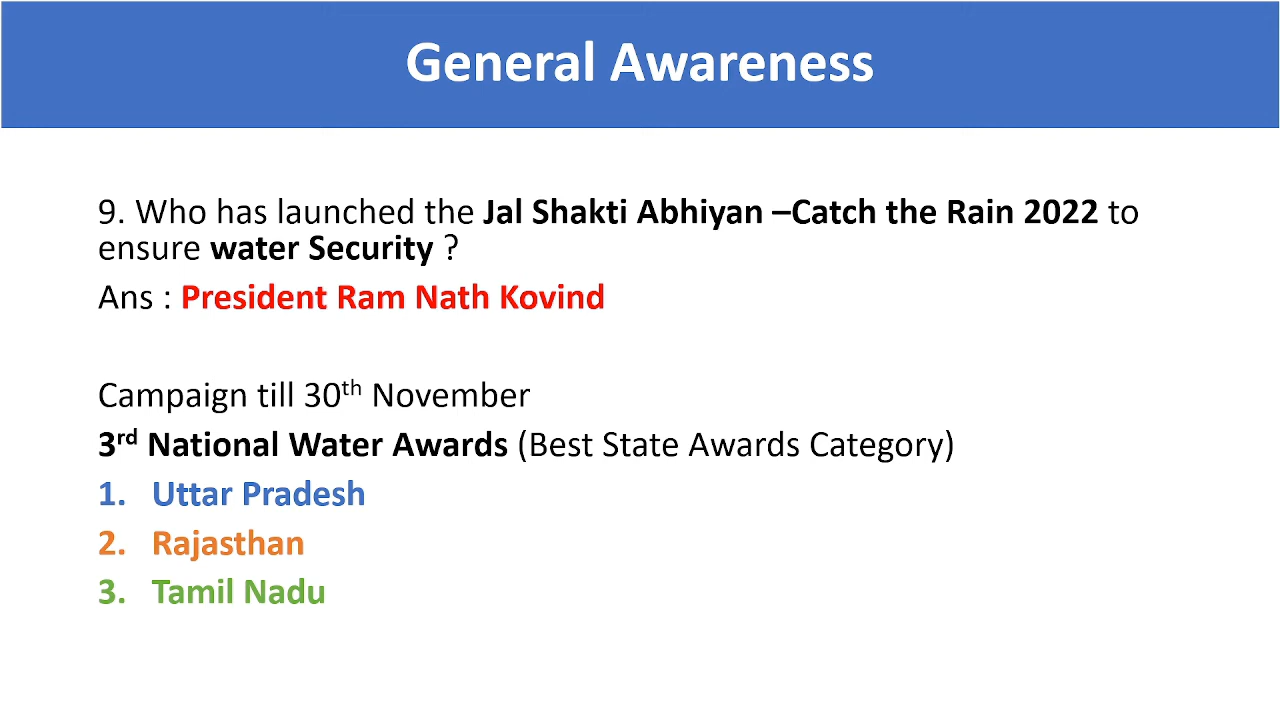 General Awareness
9. Who has launched the Jal Shakti Abhiyan –Catch the Rain 2022 to
ensure water Security ?
Ans : President Ram Nath Kovind
Campaign till 30th November
3rd National Water Awards (Best State Awards Category)
1. Uttar Pradesh
2. Rajasthan
3. Tamil Nadu